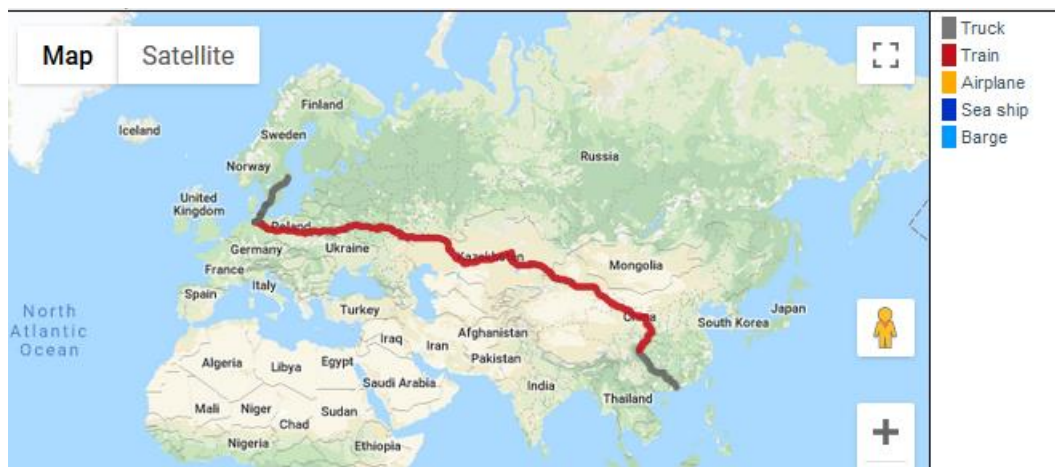 Map
Satellite
Truck
Train
Airplane
Sea ship
Barge
Iceland
Finland
Sweden
Norway
Russia
United
Kingdom
Poland
Germany
Ukraine
France
Kazakhstan
Mongolia
Italy
Spain
Turkey
China
South Korea
Japan
North
Atlantic
Ocean
Afghanistan
Iraq
Iran
Pakistan
Algeria
Libya
Egypt
Saudi Arabia
India
Thailand
Mali
Niger
Sudan
Chad
Nigeria
Ethiopia